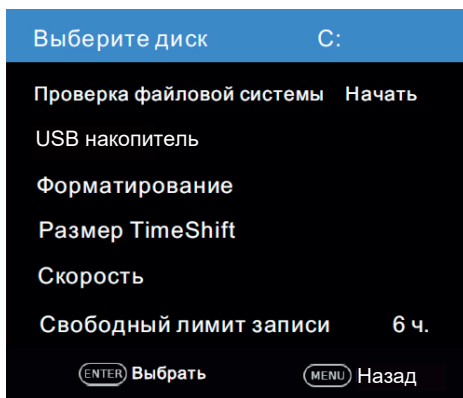 Выберите диск C:
Проверка файловой системы Начать
USB накопитель
Форматирование
Размер TimeShift
Скорость
Свободный лимит записи 6 ч.
ENTER Выбрать MENU Назад